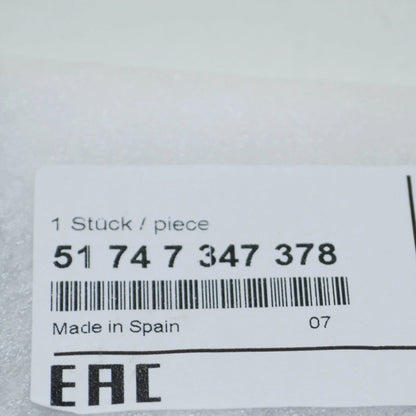 1 Stück / piece
51 74 7 347 378
Made in Spain 07
EAC